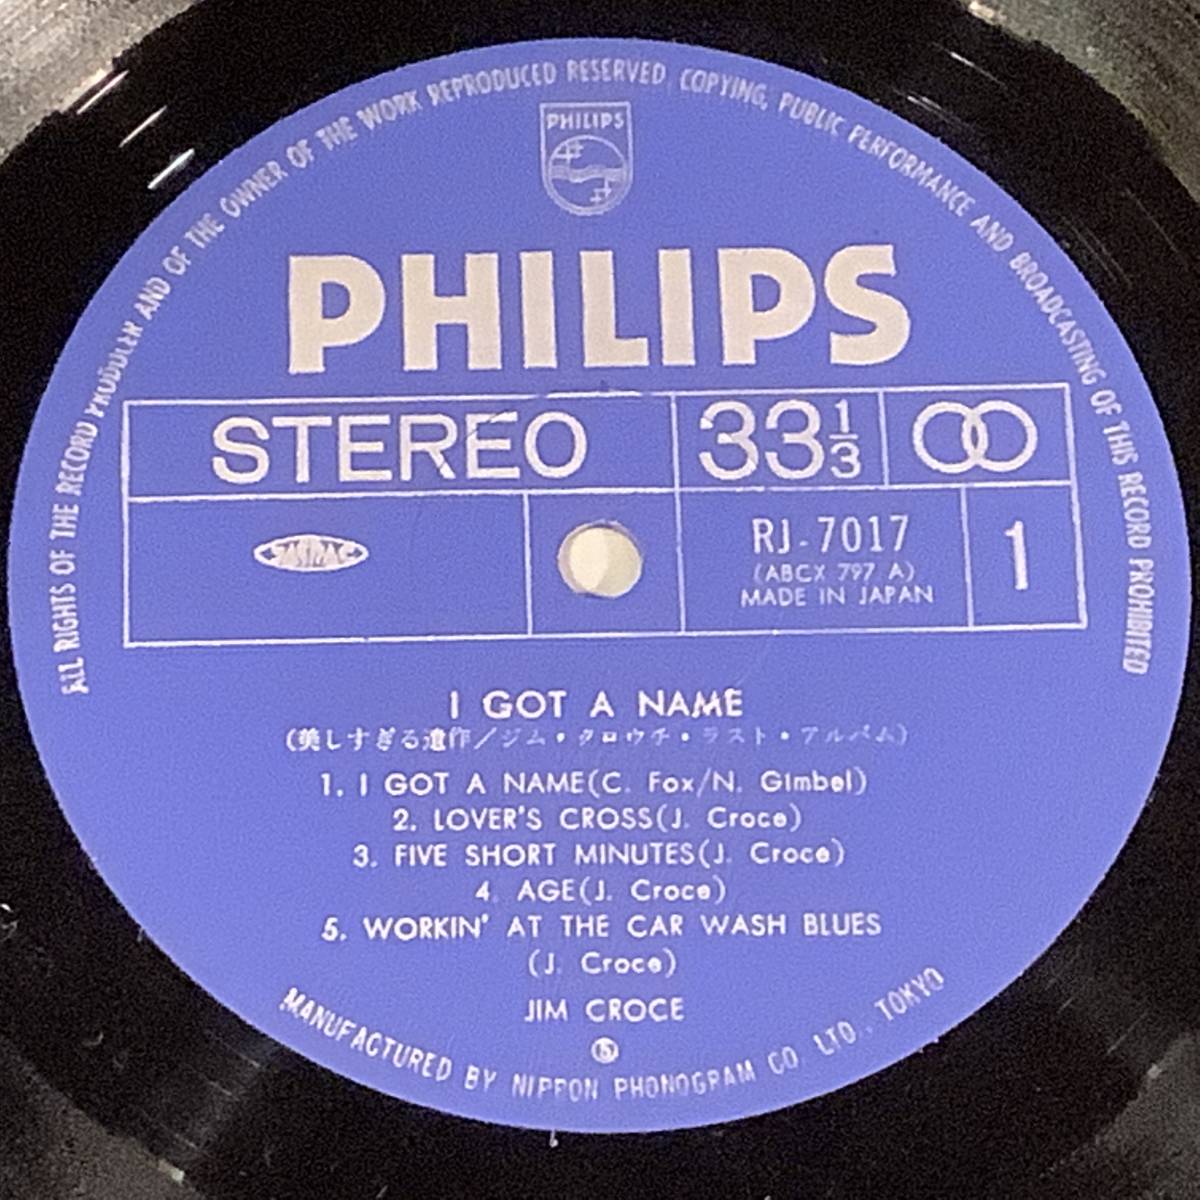 ALL RIGHTS OF THE RECORD PRODUCER AND OF THE OWNER OF THE WORK REPRODUCED RESERVED COPYING, PUBLIC PERFORMANCE AND BROADCASTING OF THIS RECORD PROHIBITED
PHILIPS
PHILIPS
STEREO 33 1/3
JASRAC
RJ-7017
(ABCX 797 A)
MADE IN JAPAN
1
I GOT A NAME
(美しすぎる遺作/ジム・クロウチ・ラスト・アルバム)
1. I GOT A NAME(C. Fox/N. Gimbel)
2. LOVER'S CROSS(J. Croce)
3. FIVE SHORT MINUTES(J. Croce)
4. AGE(J. Croce)
5. WORKIN' AT THE CAR WASH BLUES
(J. Croce)
JIM CROCE
MANUFACTURED BY NIPPON PHONOGRAM CO. LTD., TOKYO